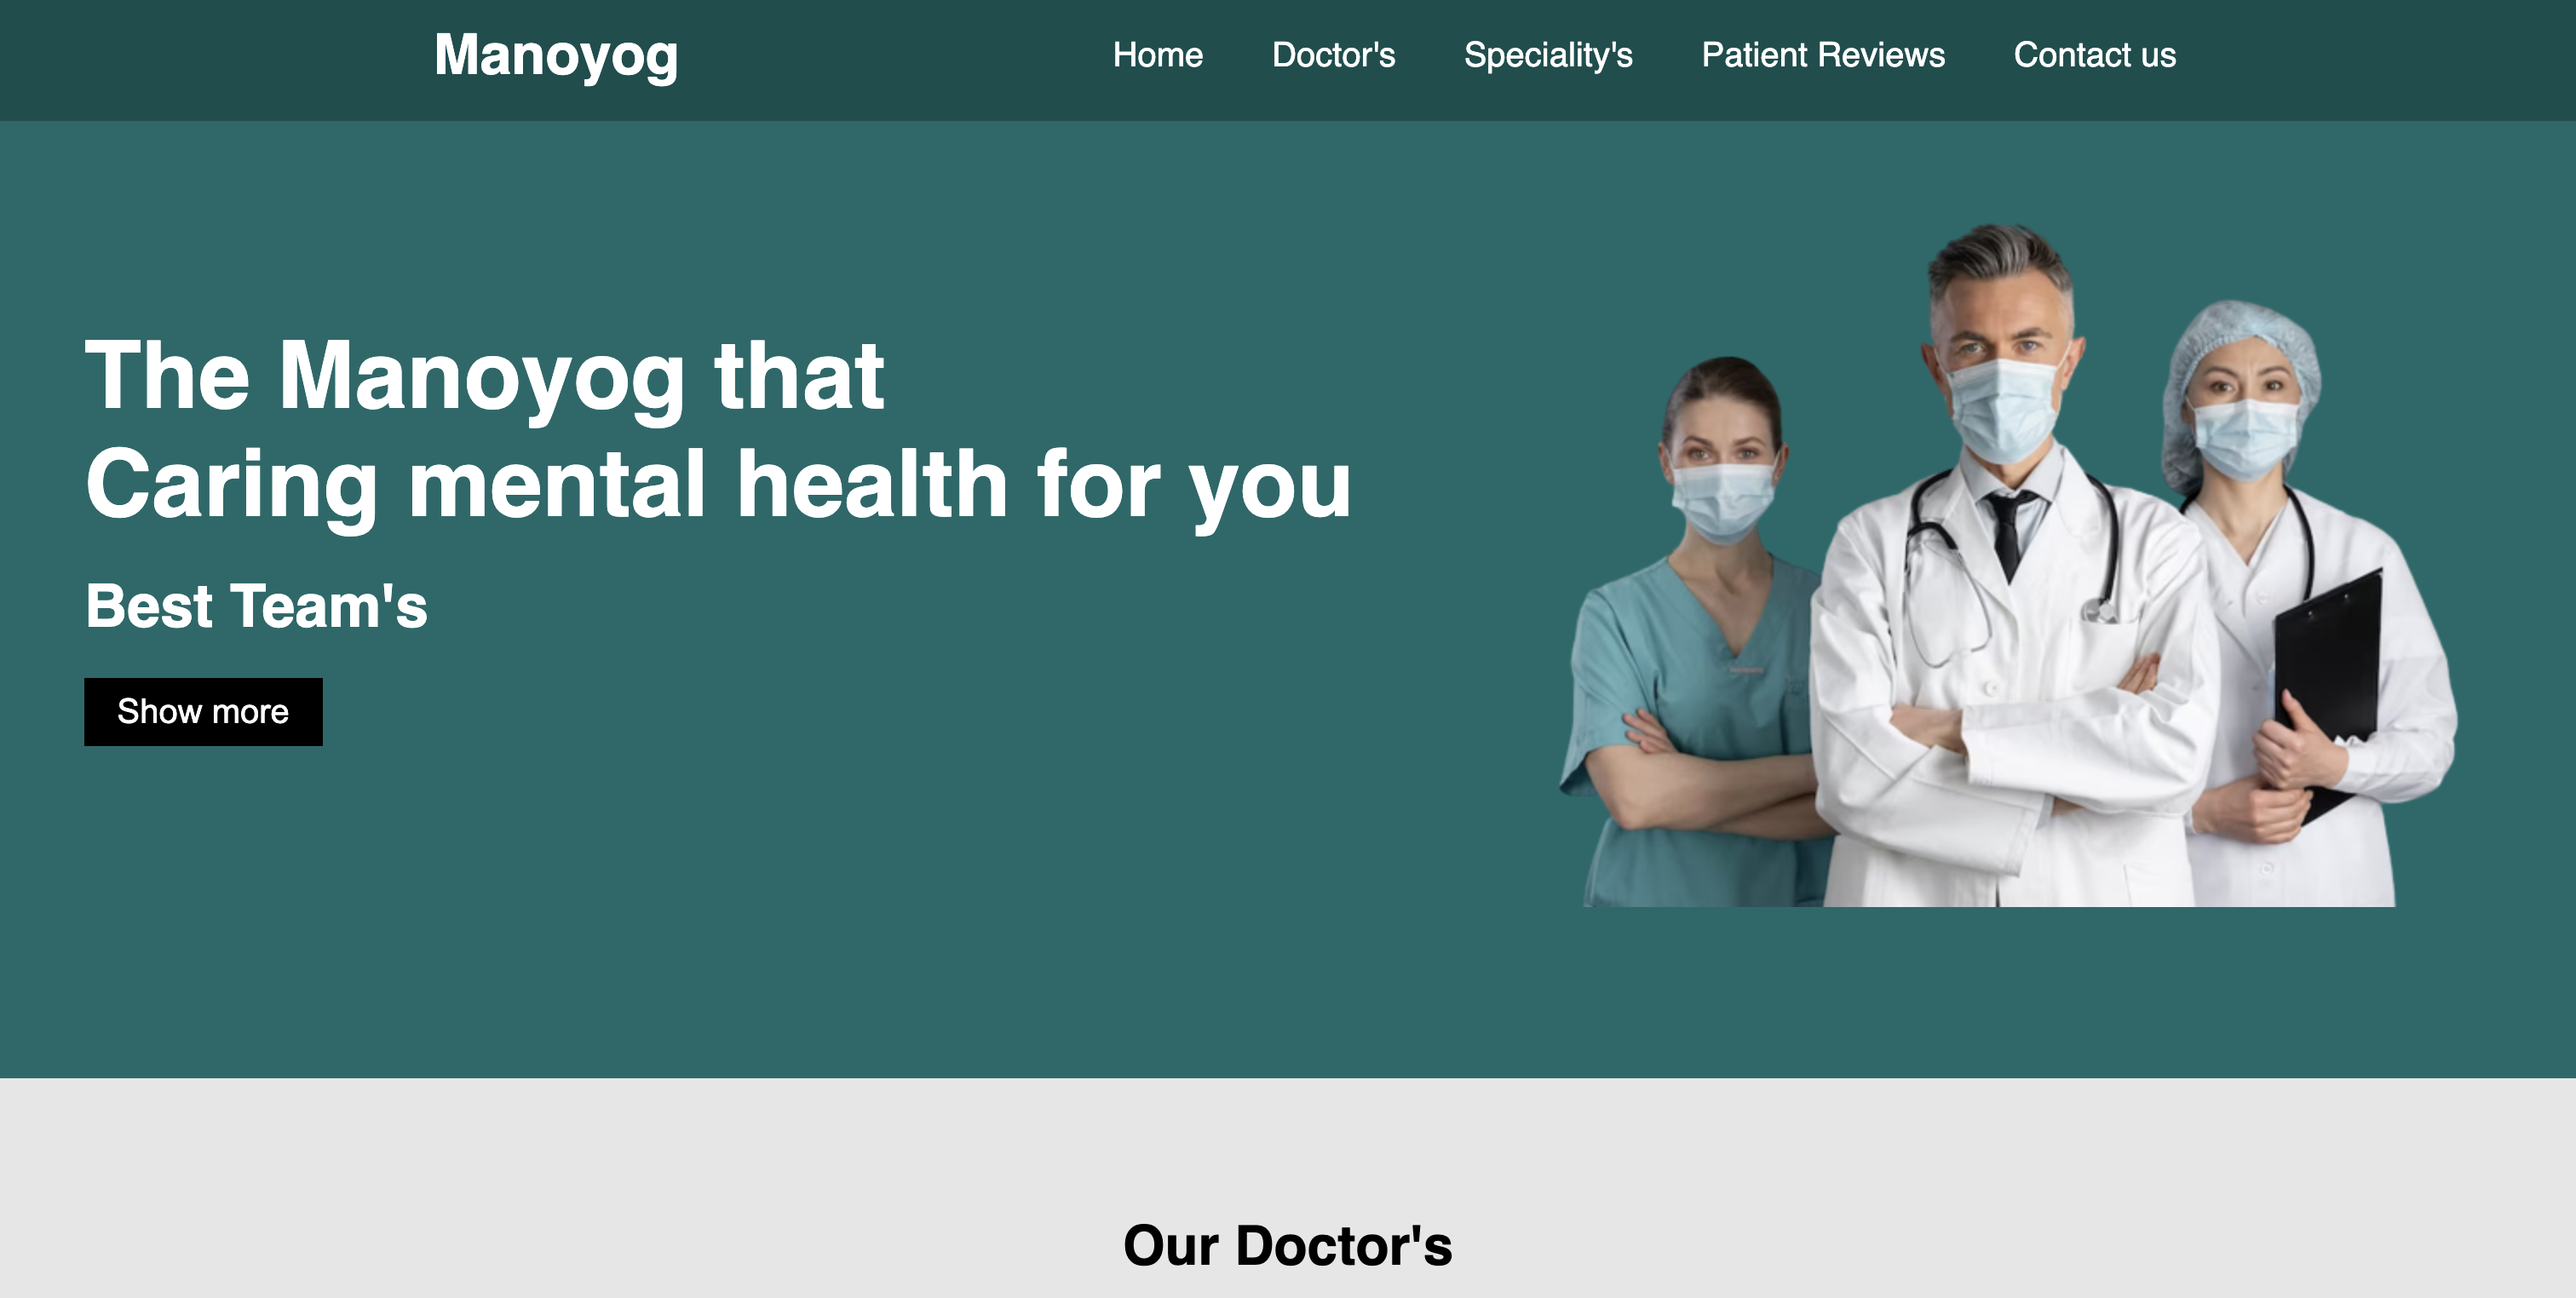 Manoyog
Home Doctor's Speciality's Patient Reviews Contact us
The Manoyog that
Caring mental health for you
Best Team's
Show more
Our Doctor's